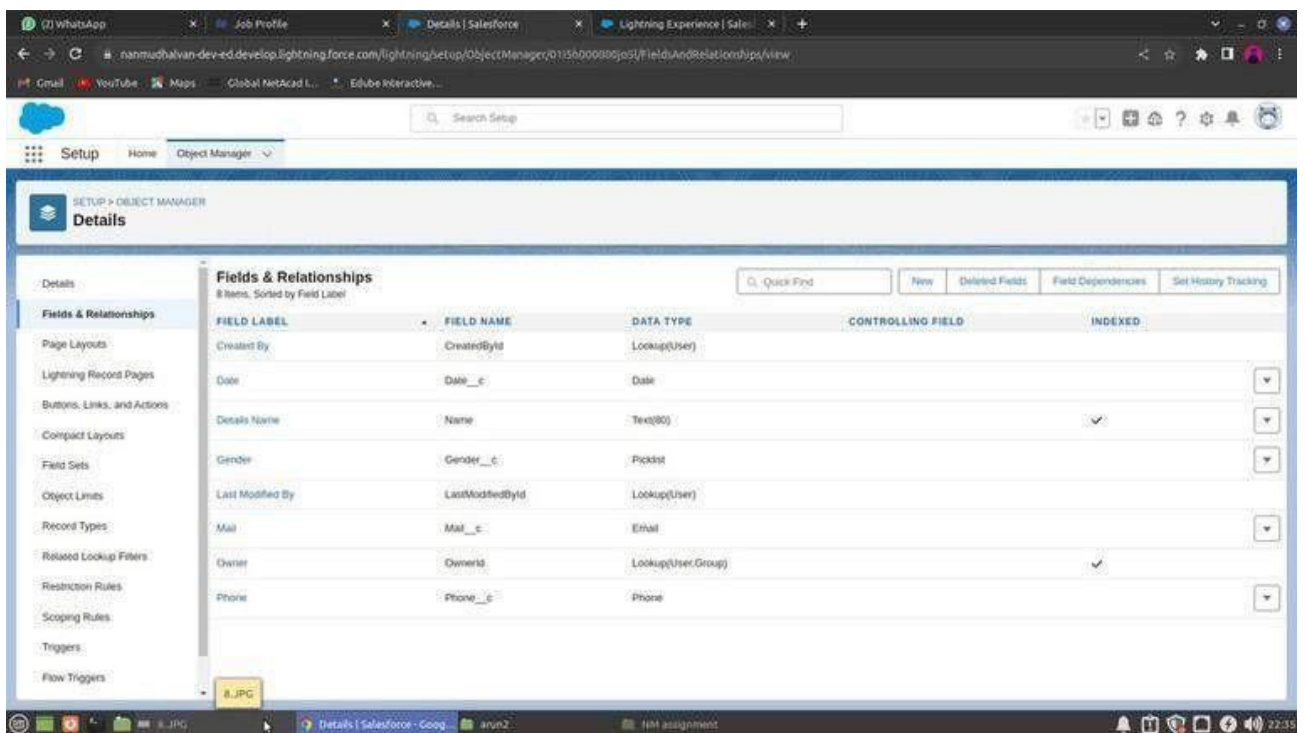 (2) WhatsApp
Job Profile
Details | Salesforce
Lightning Experience | Sales
nanmudhalvan-dev-ed.develop.lightning.force.com/lightning/setup/ObjectManager/
/FieldsAndRelationships/view
Gmail YouTube Maps Global NetAcad I... Edube Interactive...
Search Setup
Setup Home Object Manager
SETUP > OBJECT MANAGER
Details
Details
Fields & Relationships
Page Layouts
Lightning Record Pages
Buttons, Links, and Actions
Compact Layouts
Field Sets
Object Limits
Record Types
Related Lookup Filters
Restriction Rules
Scoping Rules
Triggers
Flow Triggers
Fields & Relationships
8 Items, Sorted by Field Label
Quick Find New Deleted Fields Field Dependencies Set History Tracking
FIELD LABEL FIELD NAME DATA TYPE CONTROLLING FIELD INDEXED
Created By CreatedById Lookup(User)
Date Date__c Date
Details Name Name Text(80)
Gender Gender__c Picklist
Last Modified By LastModifiedById Lookup(User)
Mail Mail__c Email
Owner OwnerId Lookup(User,Group)
Phone Phone__c Phone
8.JPG
8.JPG Details | Salesforce - Goog... arun2 NM assignment 22:35